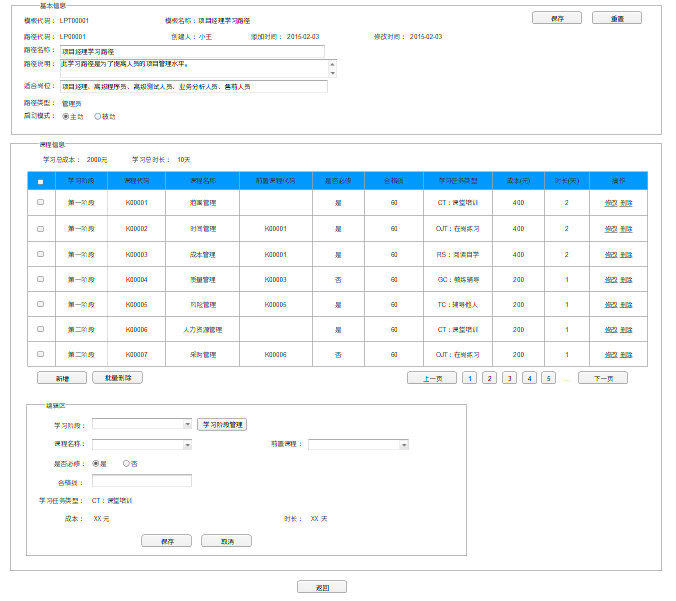 基本信息
模板代码： LPT00001 模板名称：项目经理学习路径 保存 重置
路径代码： LP00001 创建人：小王 添加时间： 2015-02-03 修改时间： 2015-02-03
路径名称： 项目经理学习路径
路径说明： 此学习路径是为了提高人员的项目管理水平。
适合岗位： 项目经理、高级程序员、高级测试人员、业务分析人员、售前人员
路径类型： 管理员
启动模式： 主动 被动
课程信息
学习总成本： 2000元 学习总时长： 10天
学习阶段 课程代码 课程名称 前置课程代码 是否必修 合格线 学习任务类型 成本(元) 时长(天) 操作
第一阶段 K00001 范围管理 是 60 CT：课堂培训 400 2 修改 删除
第一阶段 K00002 时间管理 K00001 是 60 OJT：在岗练习 400 2 修改 删除
第一阶段 K00003 成本管理 K00001 是 60 RS：阅读自学 400 2 修改 删除
第一阶段 K00004 质量管理 K00003 否 60 GC：教练辅导 200 1 修改 删除
第一阶段 K00005 风险管理 K00005 是 60 TC：辅导他人 200 1 修改 删除
第二阶段 K00006 人力资源管理 是 60 CT：课堂培训 200 1 修改 删除
第二阶段 K00007 采购管理 K00006 否 60 OJT：在岗练习 200 1 修改 删除
新增 批量删除 上一页 1 2 3 4 5 ... 下一页
编辑区
学习阶段： 学习阶段管理
课程名称： 前置课程：
是否必修： 是 否
合格线：
学习任务类型： CT：课堂培训
成本： XX 元 时长： XX 天
保存 取消
返回